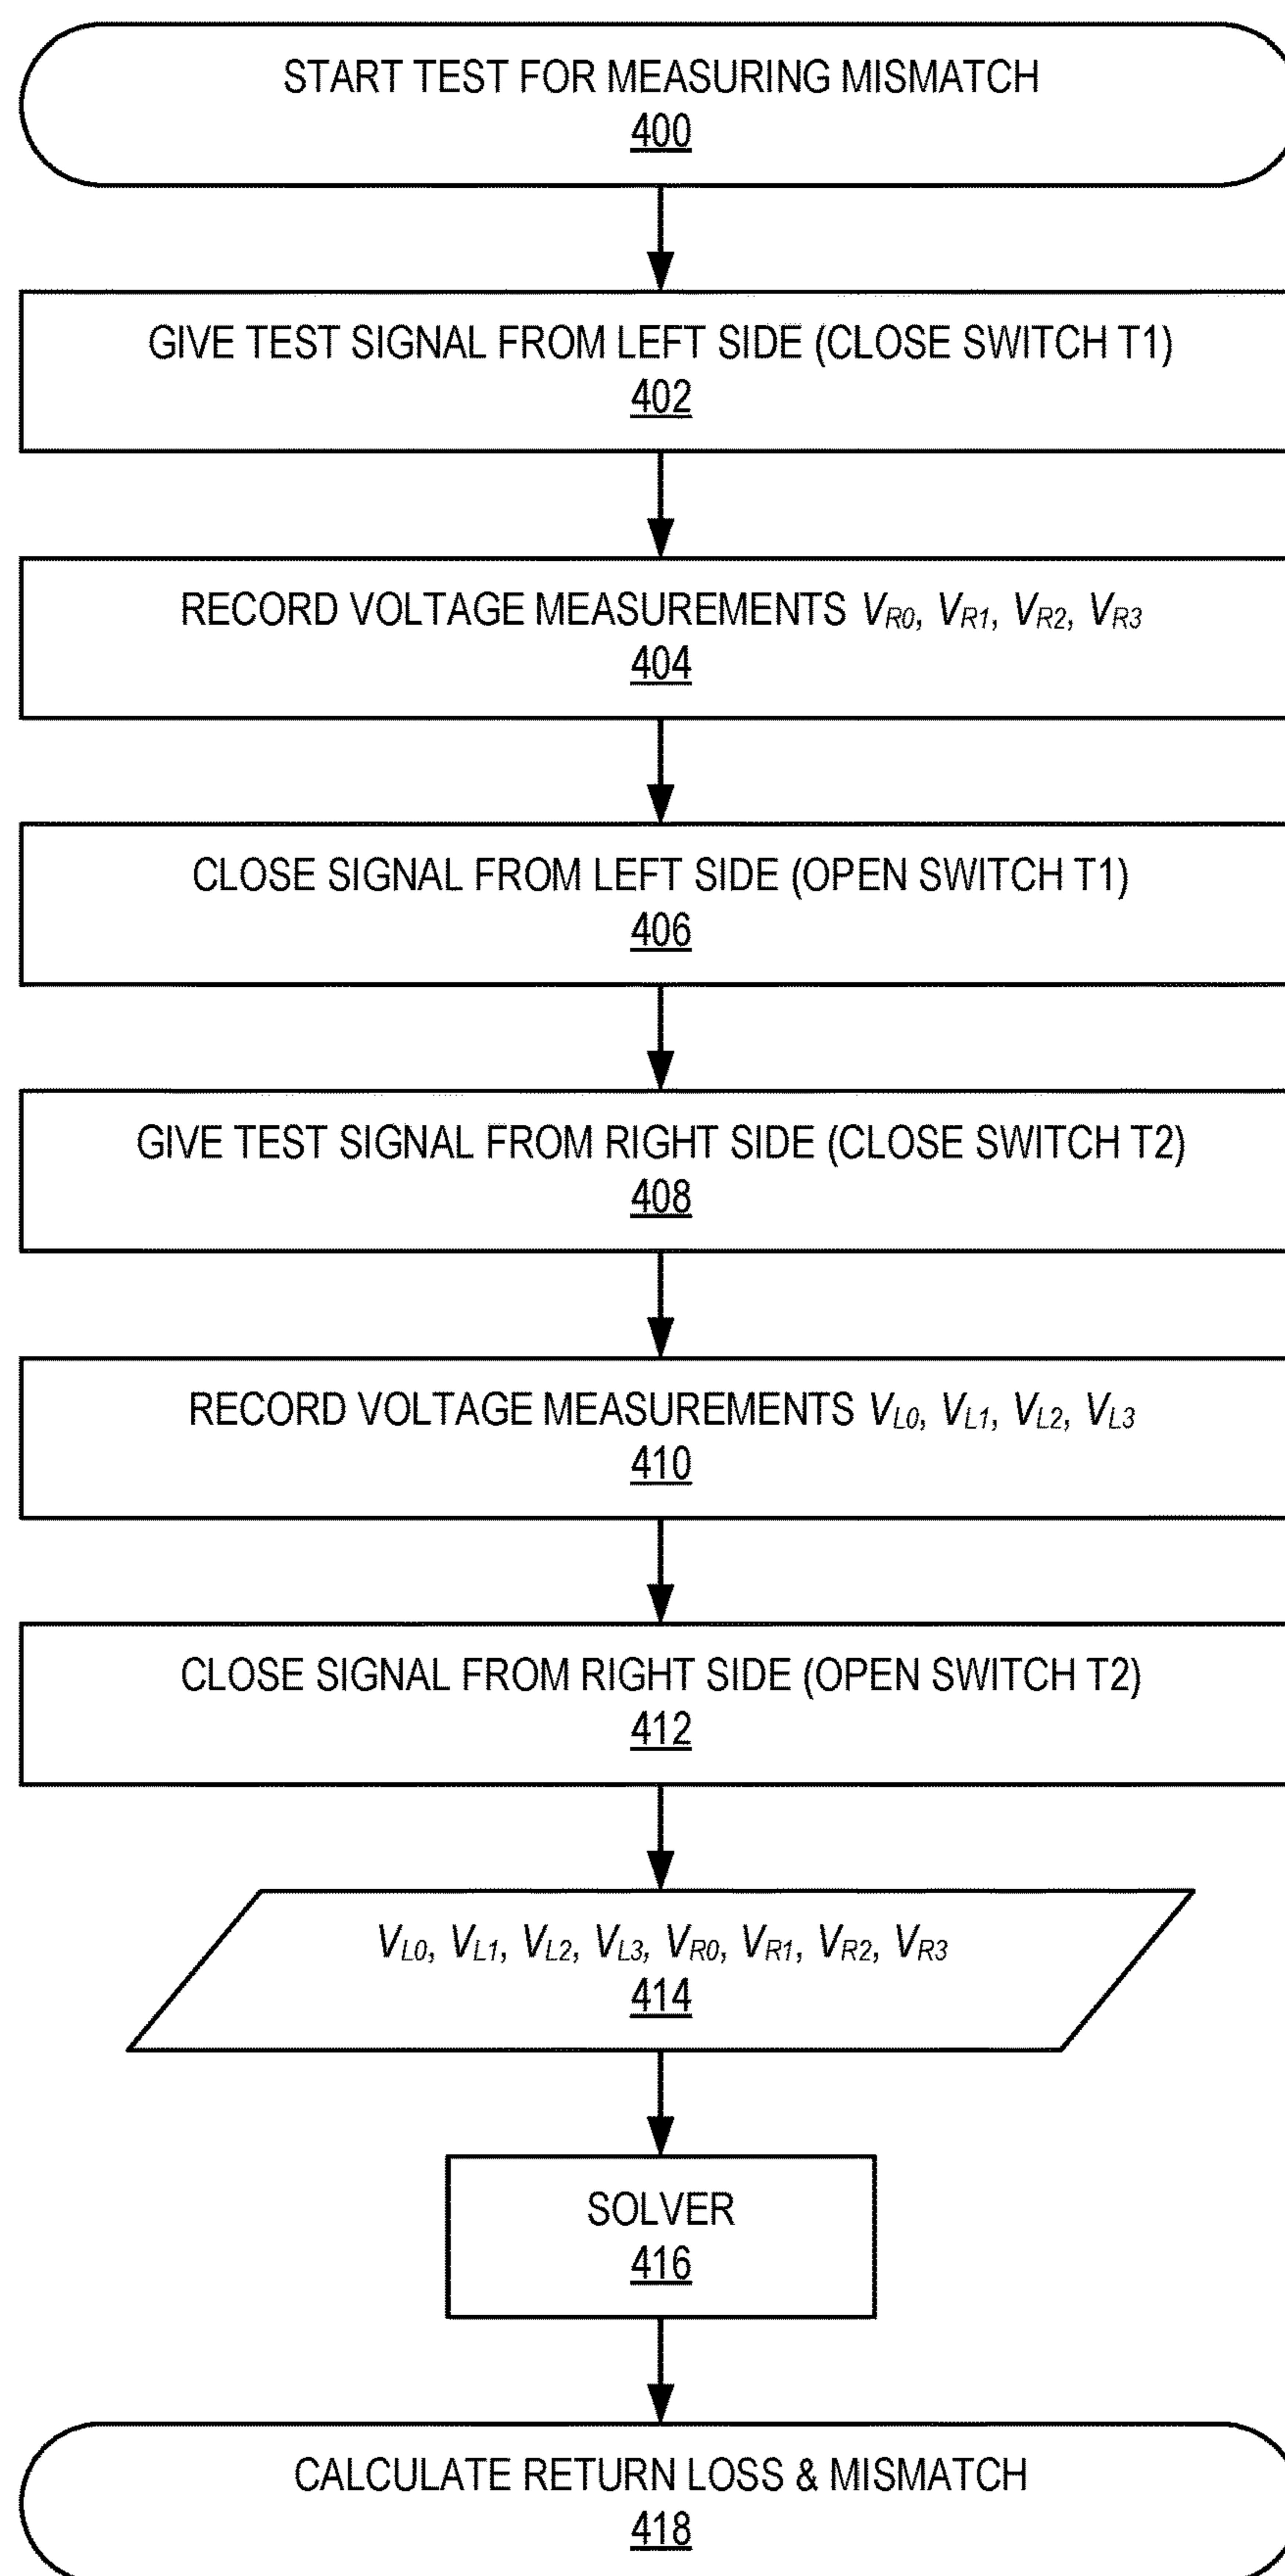 START TEST FOR MEASURING MISMATCH
400
GIVE TEST SIGNAL FROM LEFT SIDE (CLOSE SWITCH T1)
402
RECORD VOLTAGE MEASUREMENTS VR0, VR1, VR2, VR3
404
CLOSE SIGNAL FROM LEFT SIDE (OPEN SWITCH T1)
406
GIVE TEST SIGNAL FROM RIGHT SIDE (CLOSE SWITCH T2)
408
RECORD VOLTAGE MEASUREMENTS VL0, VL1, VL2, VL3
410
CLOSE SIGNAL FROM RIGHT SIDE (OPEN SWITCH T2)
412
VL0, VL1, VL2, VL3, VR0, VR1, VR2, VR3
414
SOLVER
416
CALCULATE RETURN LOSS & MISMATCH
418